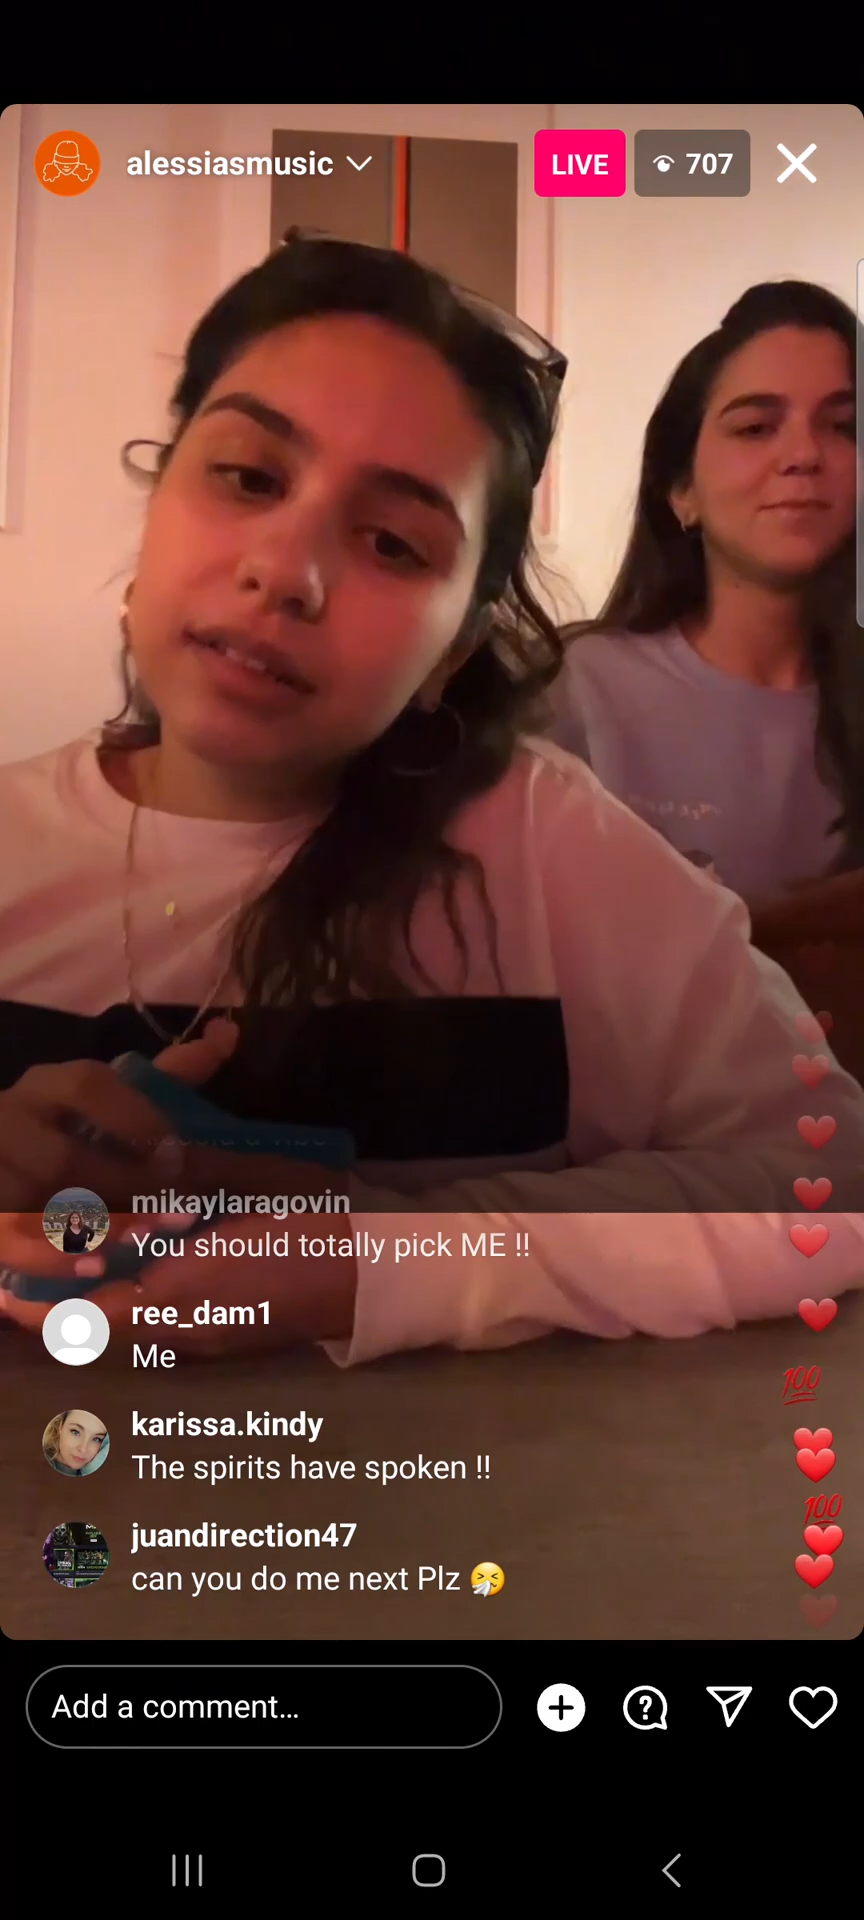 alessiasmusic
LIVE
707
mikaylaragovin
You should totally pick ME !!
ree_dam1
Me
karissa.kindy
The spirits have spoken !!
juandirection47
can you do me next Plz 🤧
💯
💯
Add a comment...